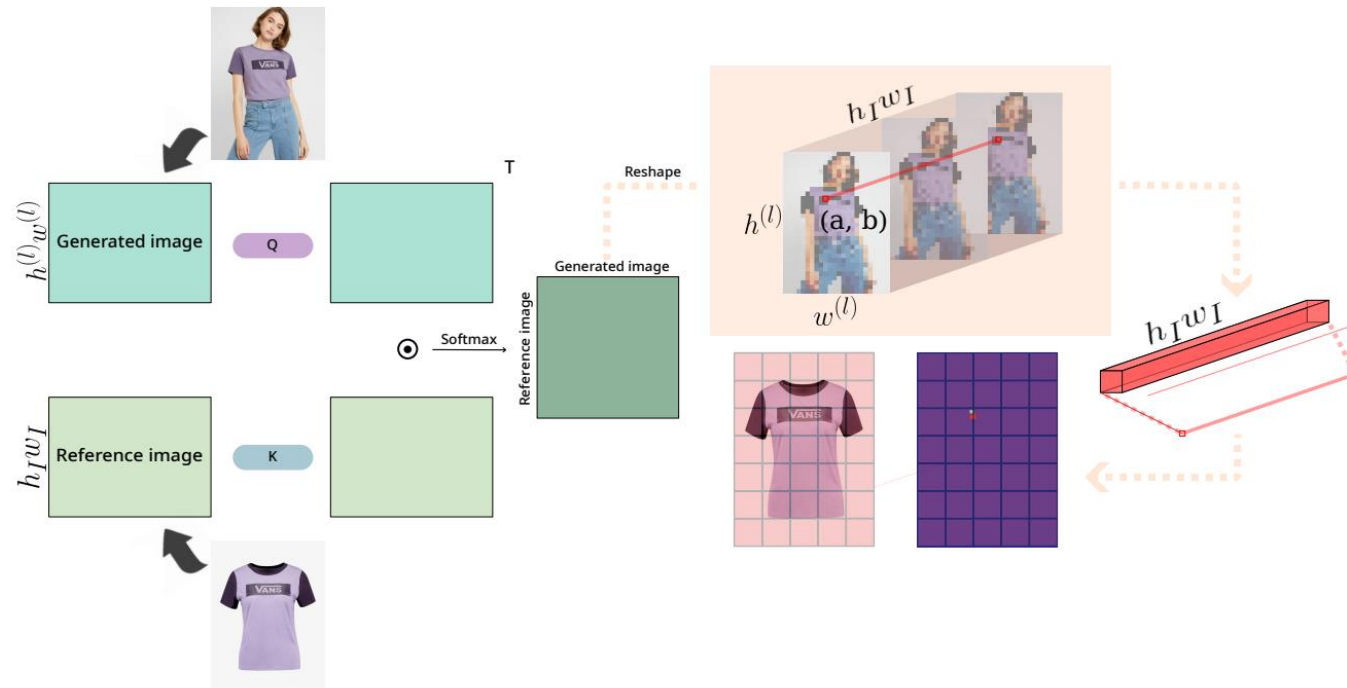 VANS
T
Reshape
h_I w_I
h^{(l)} w^{(l)}
Generated image
Q
h^{(l)}
(a, b)
w^{(l)}
Generated image
Reference image
Softmax
h_I w_I
VANS
h_I w_I
Reference image
K
VANS